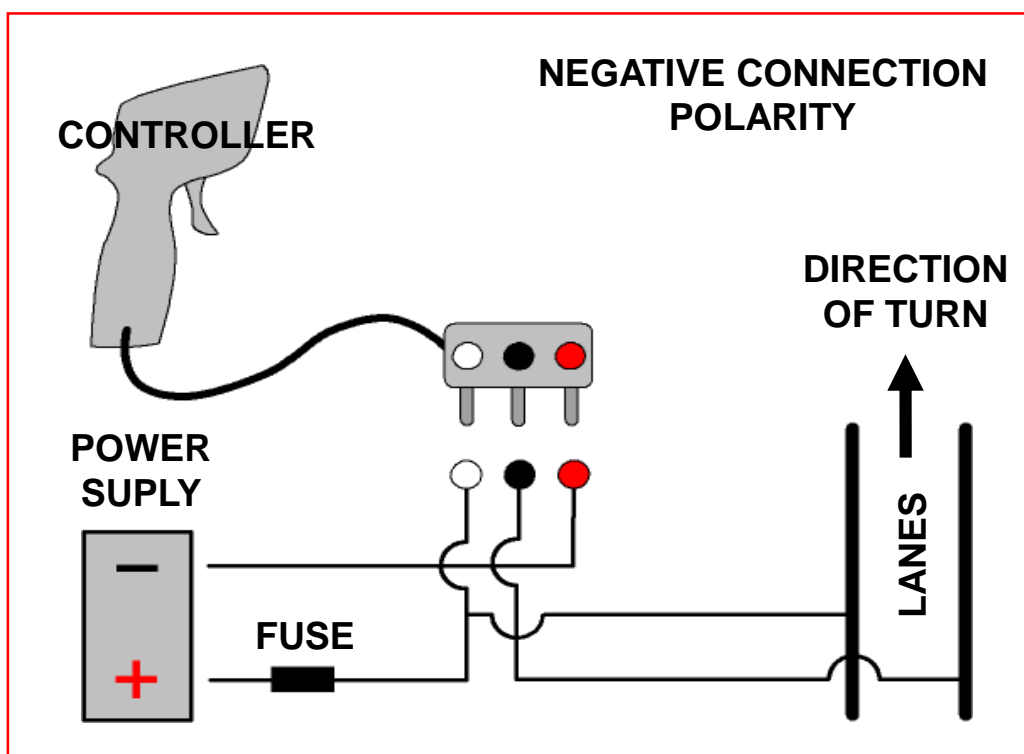 NEGATIVE CONNECTION
POLARITY
CONTROLLER
DIRECTION
OF TURN
POWER
SUPLY
LANES
FUSE
−
+